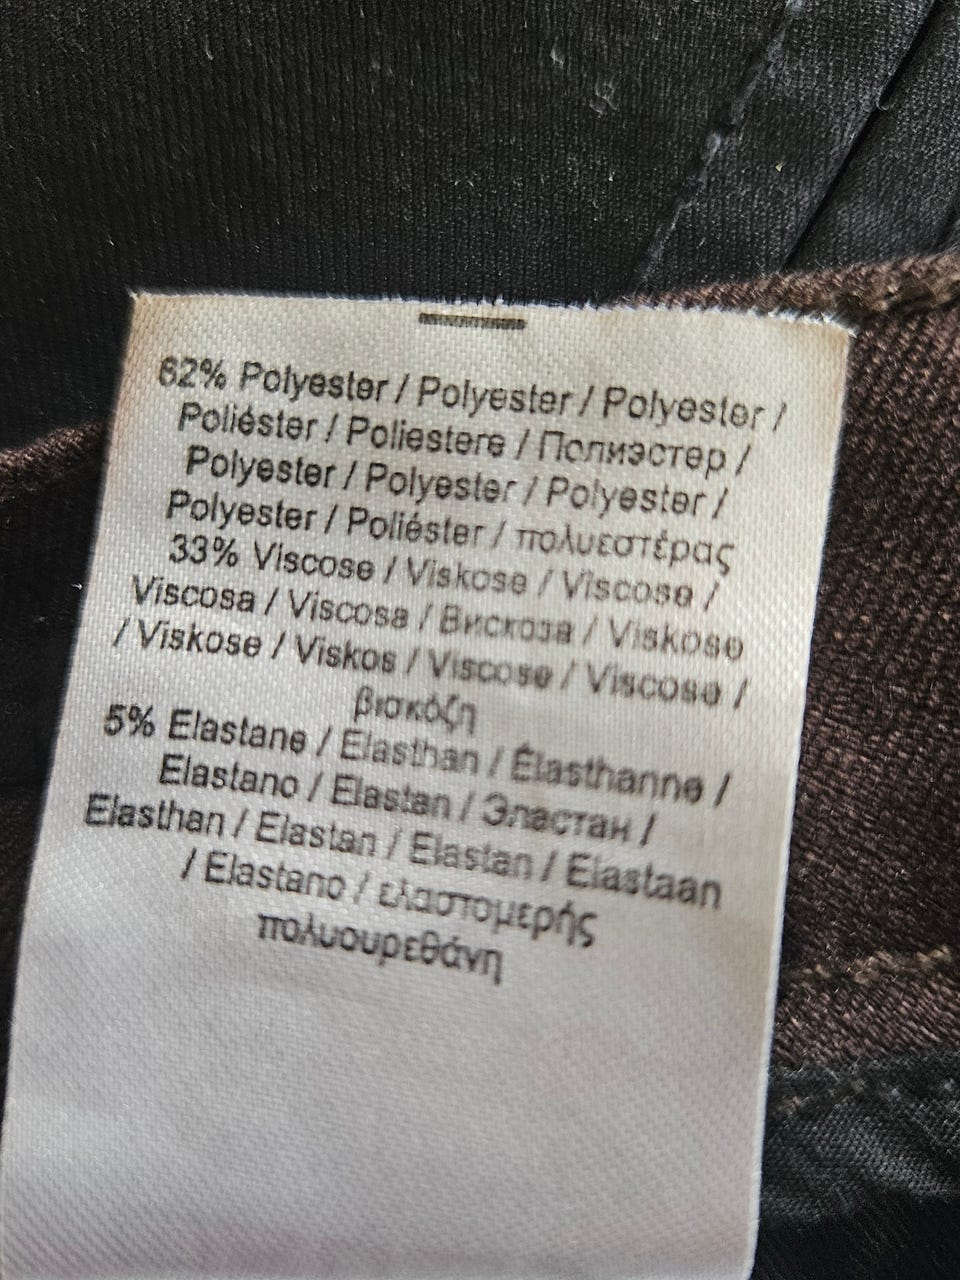 62% Polyester / Polyester / Polyester /
Poliéster / Poliestere / Полиэстер /
Polyester / Polyester / Polyester /
Polyester / Poliéster / πολυεστέρας
33% Viscose / Viskose / Viscose /
Viscosa / Viscosa / Вискоза / Viskose
/ Viskose / Viskos / Viscose / Viscose /
βισκόζη
5% Elastane / Elasthan / Élasthanne /
Elastano / Elastan / Эластан /
Elasthan / Elastan / Elastan / Elastaan
/ Elastano / ελαστομερής
πολυουρεθάνη